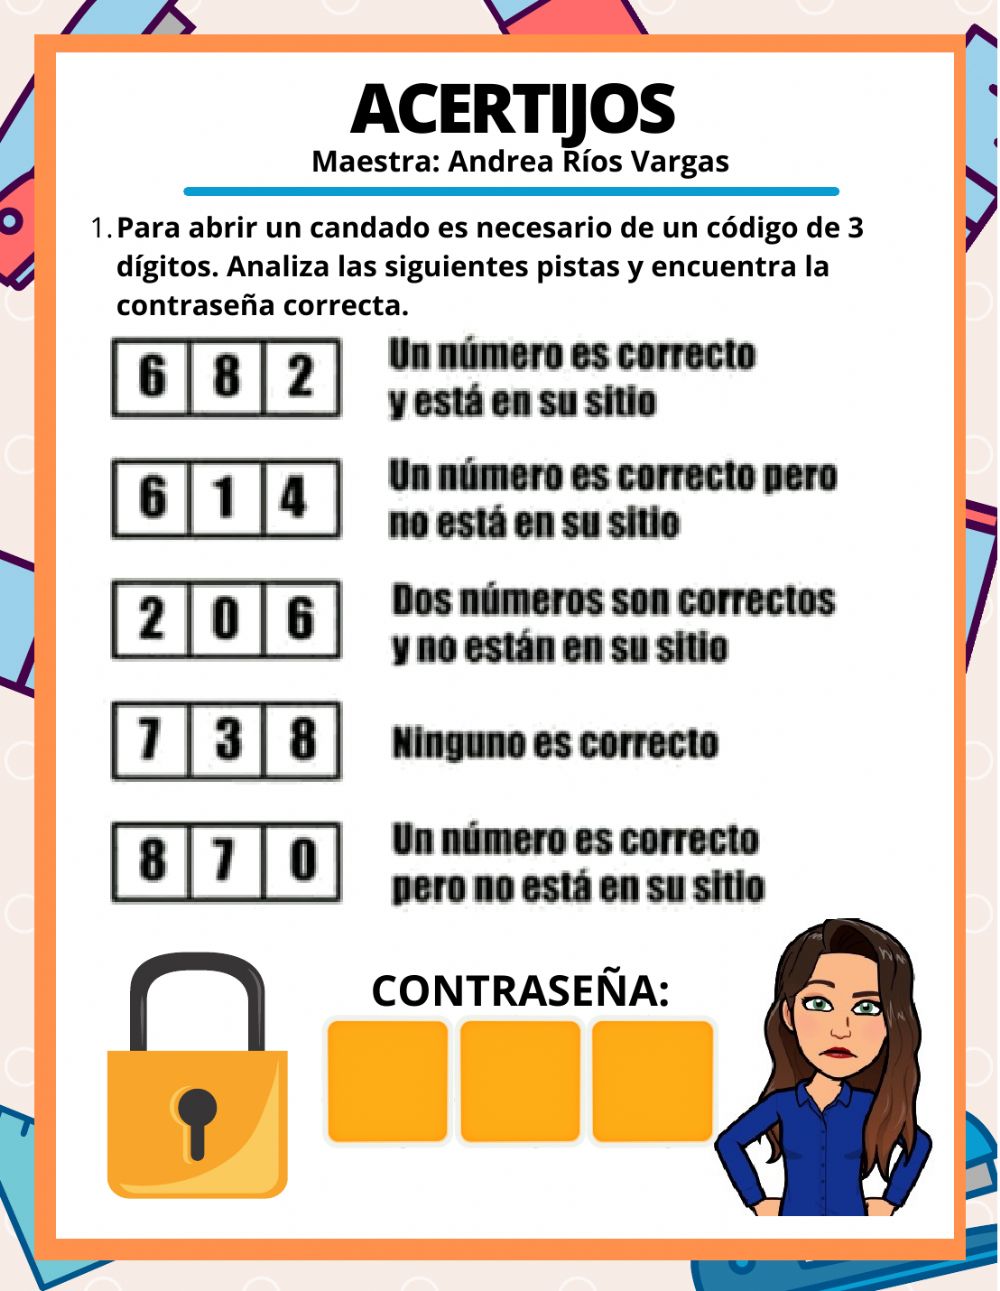 ACERTIJOS
Maestra: Andrea Ríos Vargas
1. Para abrir un candado es necesario de un código de 3
dígitos. Analiza las siguientes pistas y encuentra la
contraseña correcta.
6 8 2 Un número es correcto
y está en su sitio
6 1 4 Un número es correcto pero
no está en su sitio
2 0 6 Dos números son correctos
y no están en su sitio
7 3 8 Ninguno es correcto
8 7 0 Un número es correcto
pero no está en su sitio
CONTRASEÑA: